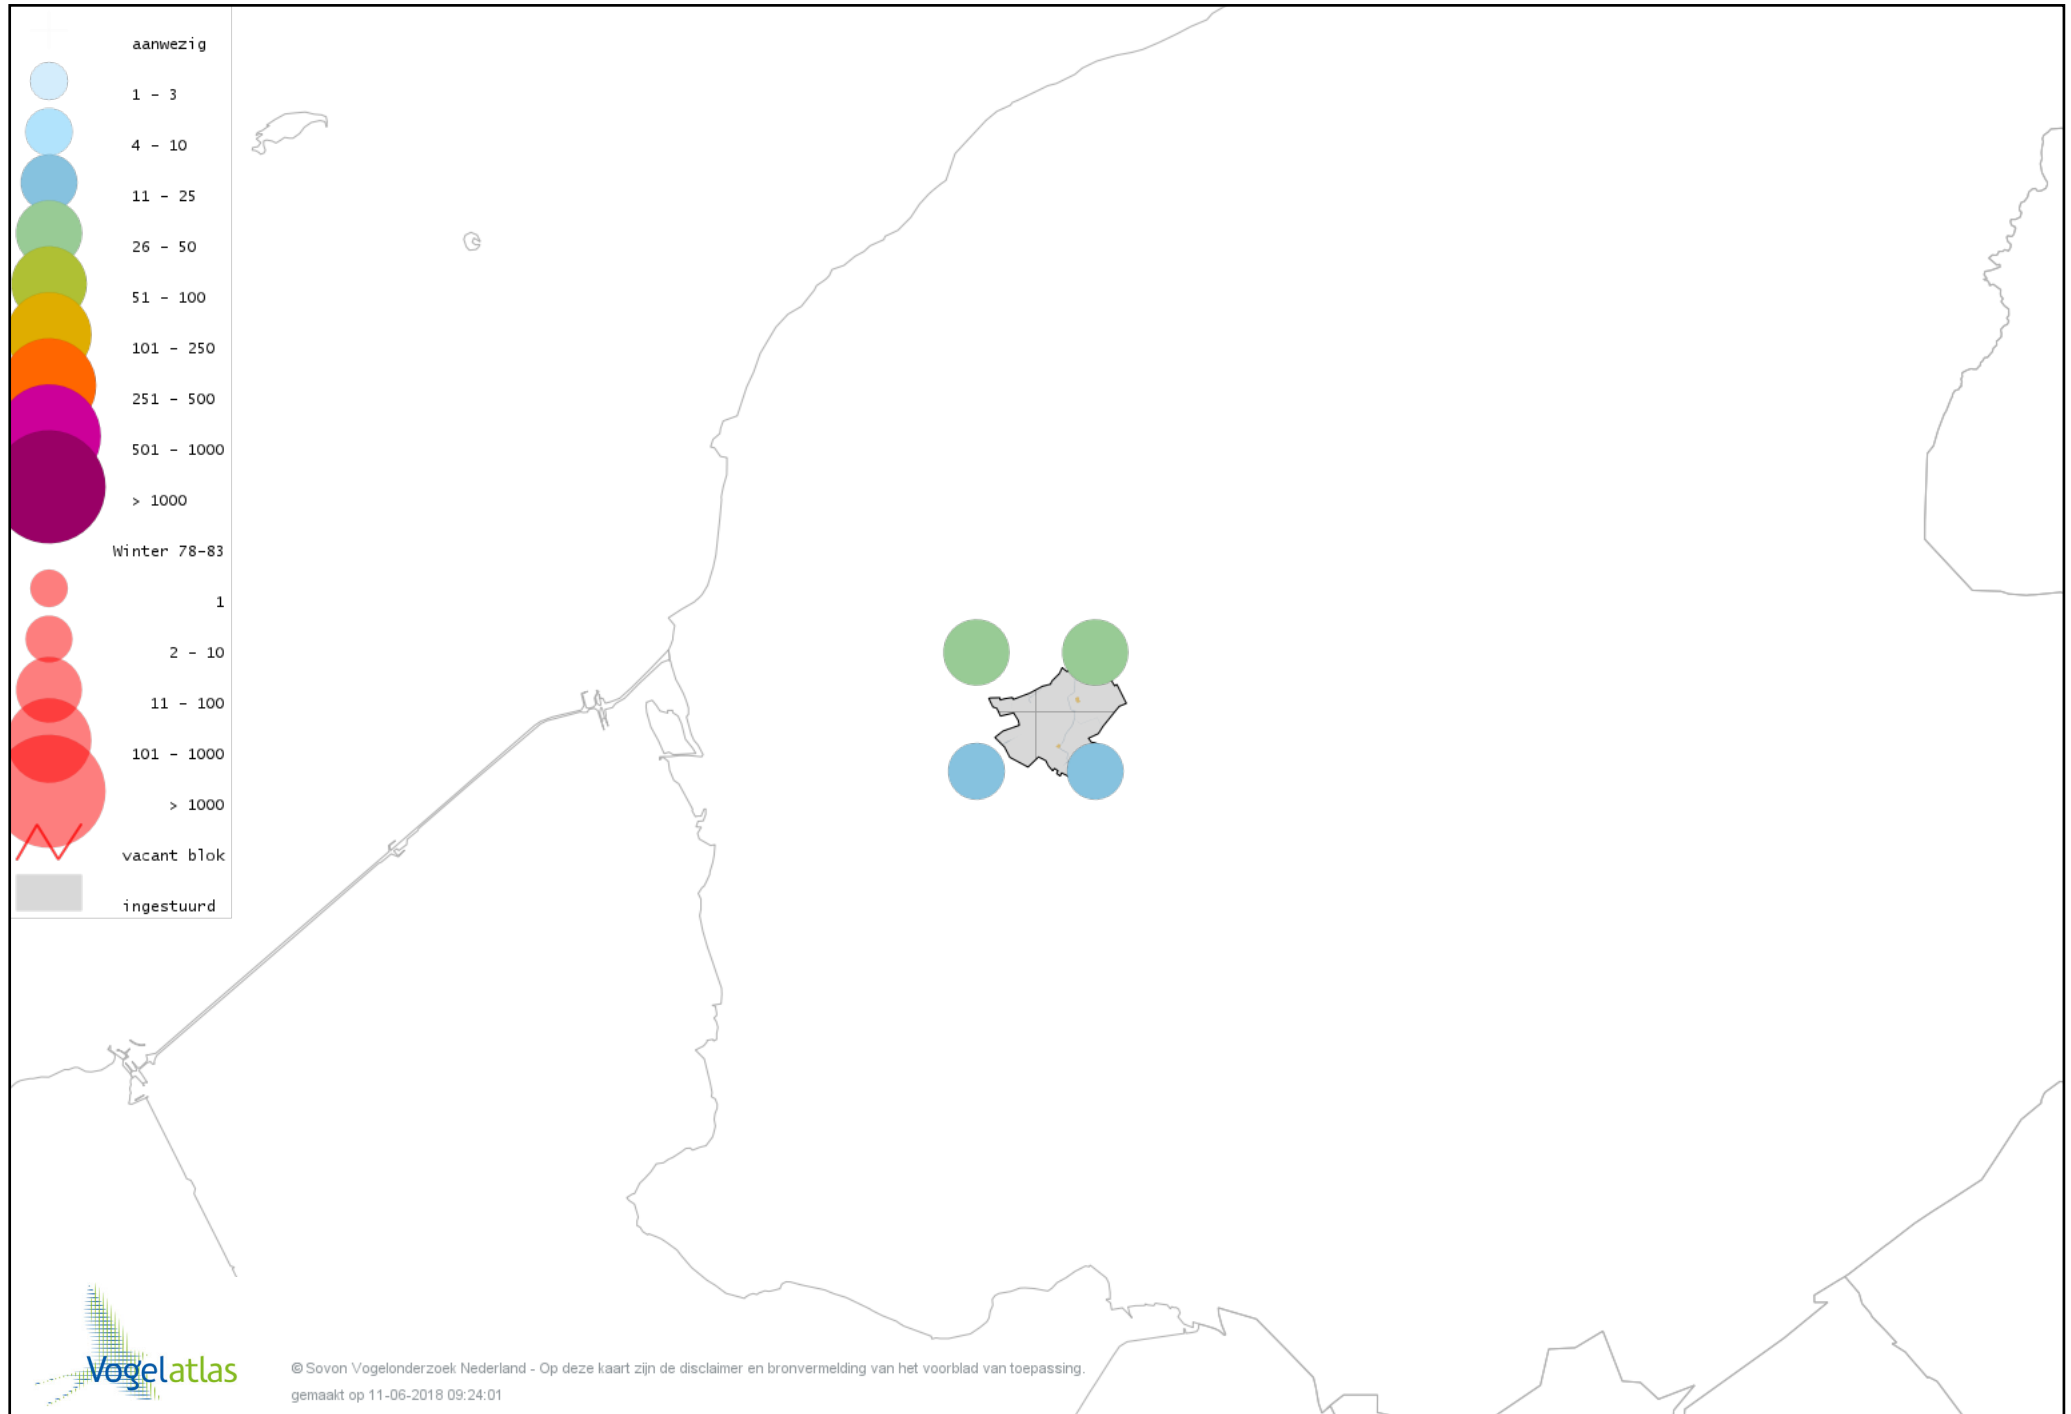 aanwezig
1 - 3
4 - 10
11 - 25
26 - 50
51 - 100
101 - 250
251 - 500
501 - 1000
> 1000
Winter 78-83
1
2 - 10
11 - 100
101 - 1000
> 1000
vacant blok
ingestuurd
Vogelatlas
© Sovon Vogelonderzoek Nederland - Op deze kaart zijn de disclaimer en bronvermelding van het voorblad van toepassing.
gemaakt op 11-06-2018 09:24:01